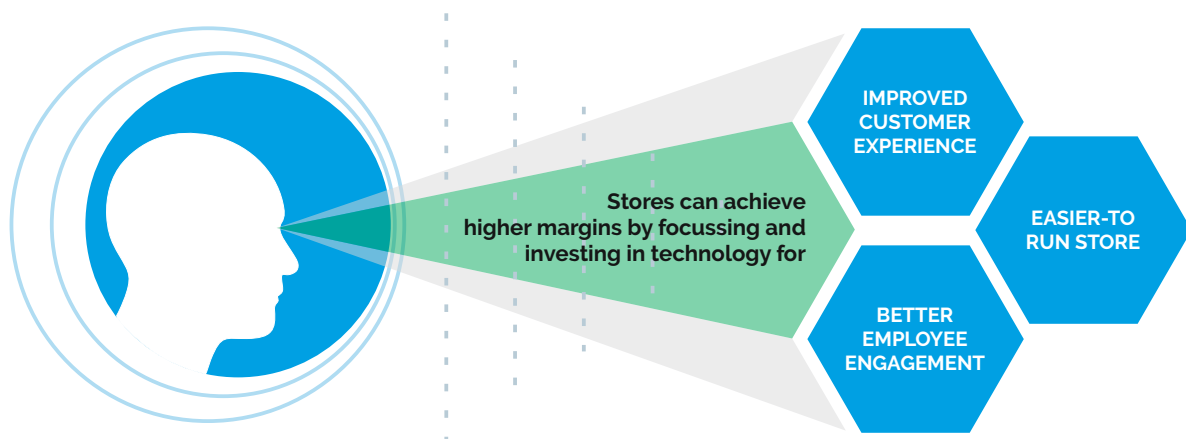 Stores can achieve
higher margins by focussing and
investing in technology for
IMPROVED
CUSTOMER
EXPERIENCE
EASIER-TO
RUN STORE
BETTER
EMPLOYEE
ENGAGEMENT